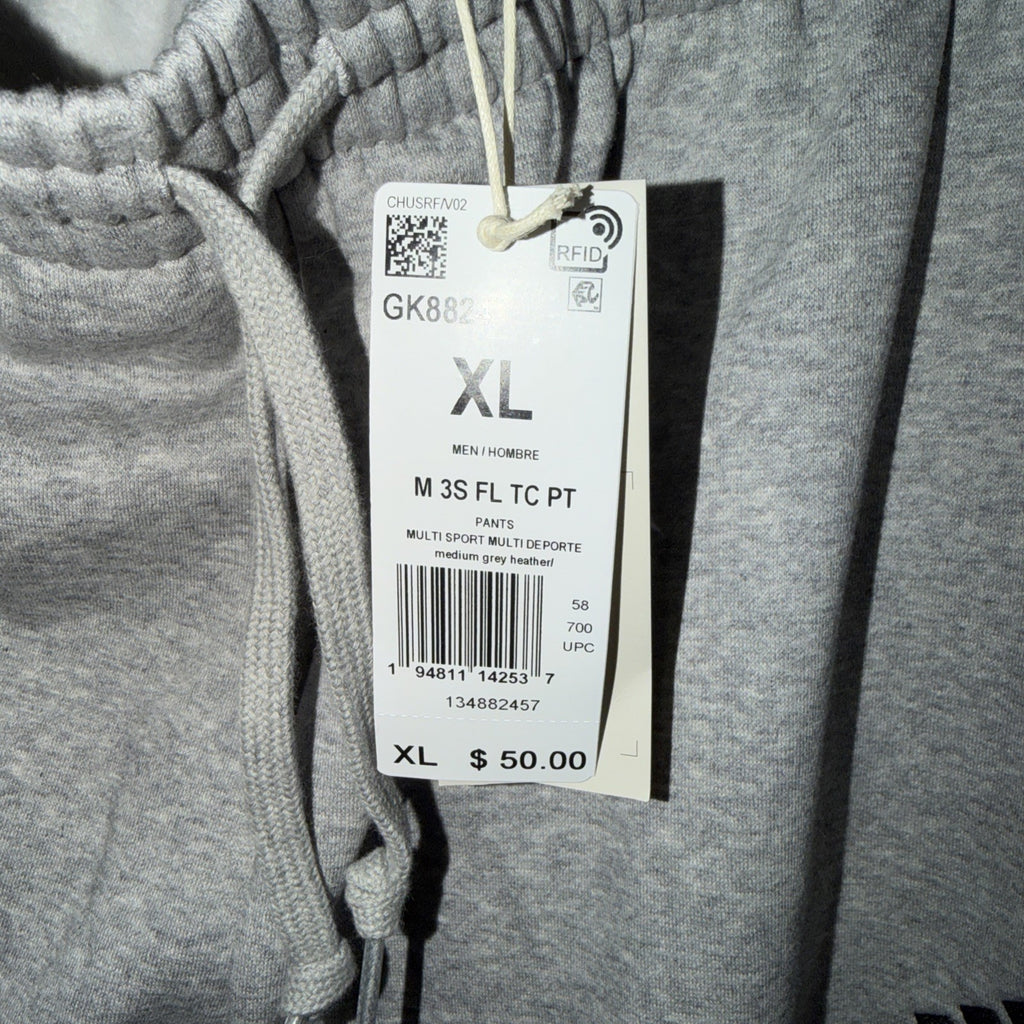 CHUSRF/V02
RFID
XL
MEN / HOMBRE
M 3S FL TC PT
PANTS
MULTI SPORT MULTI DEPORTE
medium grey heather/
58
700
UPC
1 94811 14253 7
134882457
XL $ 50.00